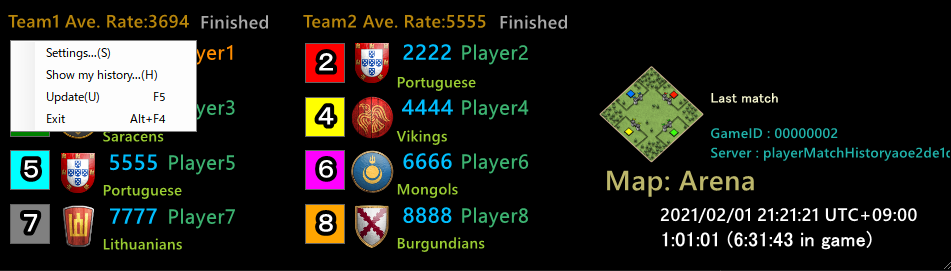 Team1 Ave. Rate:3694 Finished
Settings...(S)
Show my history...(H)
Update(U) F5
Exit Alt+F4
yer1
yer3
Saracens
5 5555 Player5
Portuguese
7 7777 Player7
Lithuanians
Team2 Ave. Rate:5555 Finished
2 2222 Player2
Portuguese
4 4444 Player4
Vikings
6 6666 Player6
Mongols
8 8888 Player8
Burgundians
Last match
GameID : 00000002
Server : playerMatchHistoryaoe2de1
Map: Arena
2021/02/01 21:21:21 UTC+09:00
1:01:01 (6:31:43 in game)